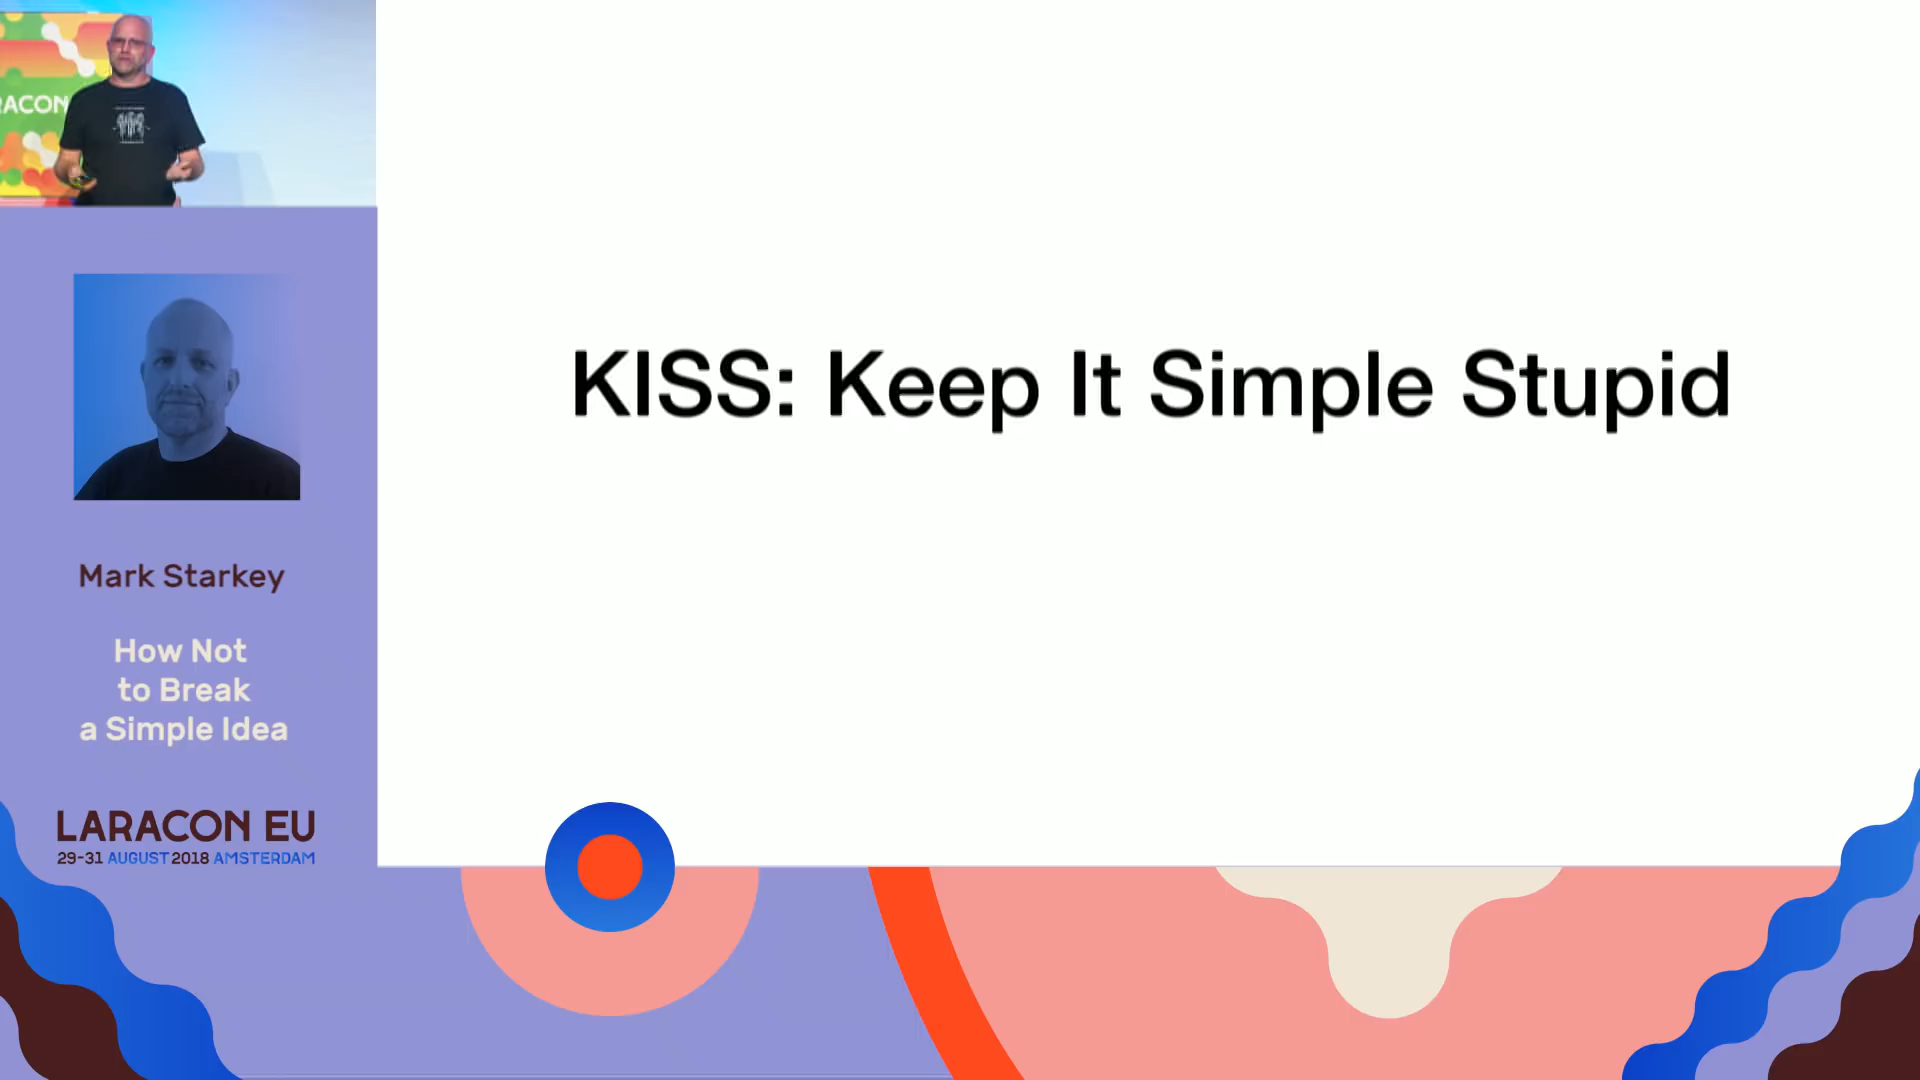 RACON
KISS: Keep It Simple Stupid
Mark Starkey
How Not
to Break
a Simple Idea
LARACON EU
29-31 AUGUST 2018 AMSTERDAM